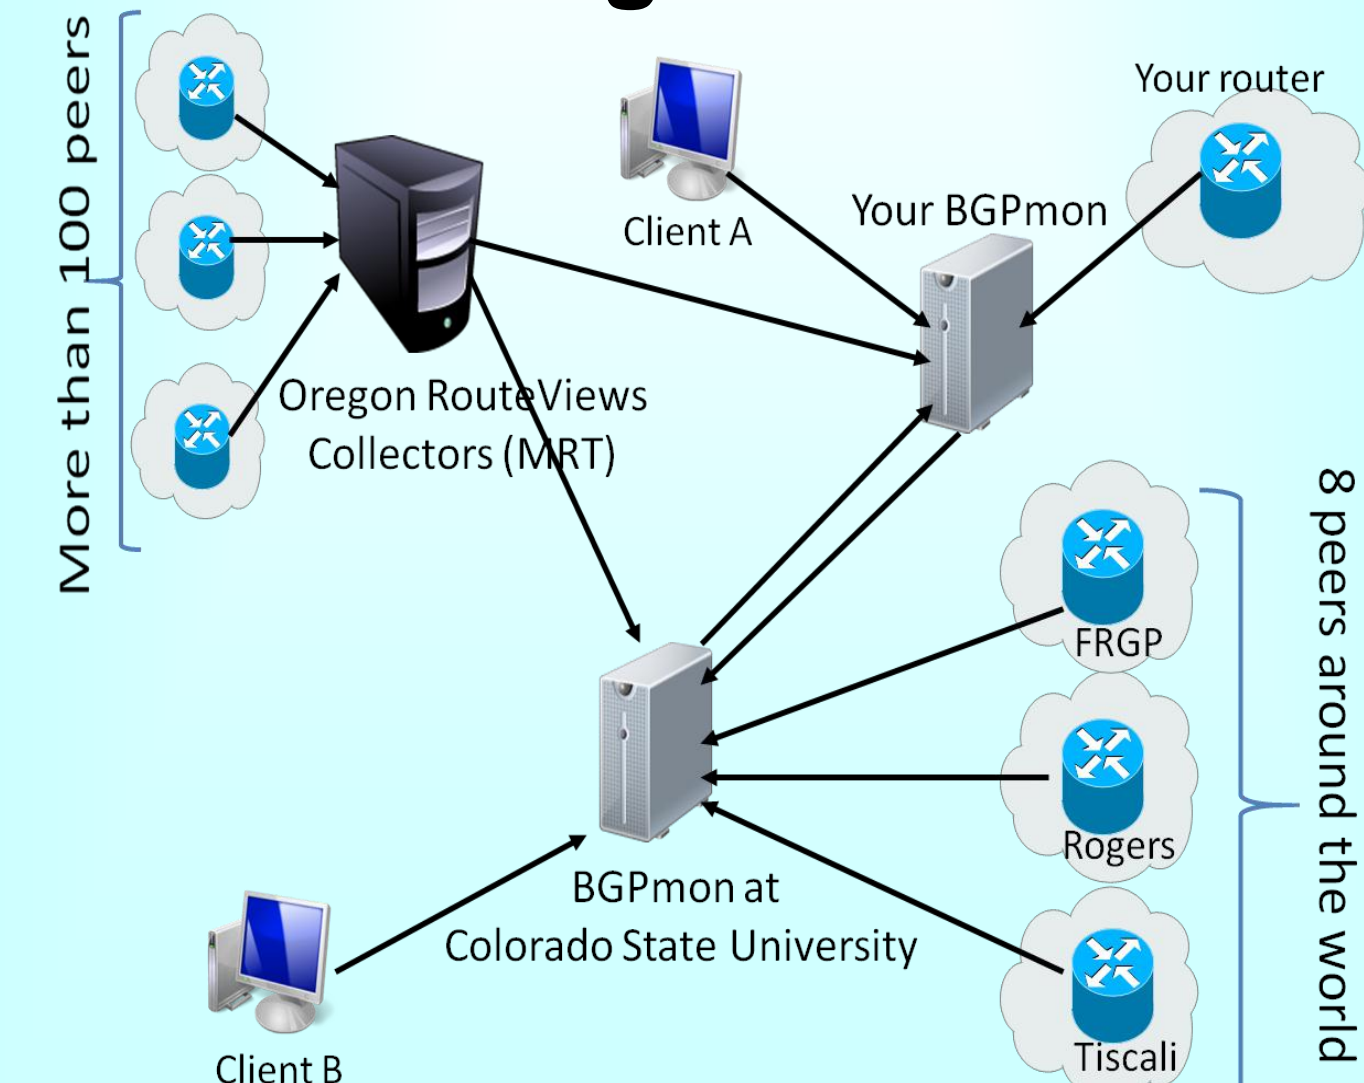 More than 100 peers
Client A
Your router
Your BGPmon
Oregon RouteViews
Collectors (MRT)
8 peers around the world
FRGP
Rogers
Tiscali
BGPmon at
Colorado State University
Client B